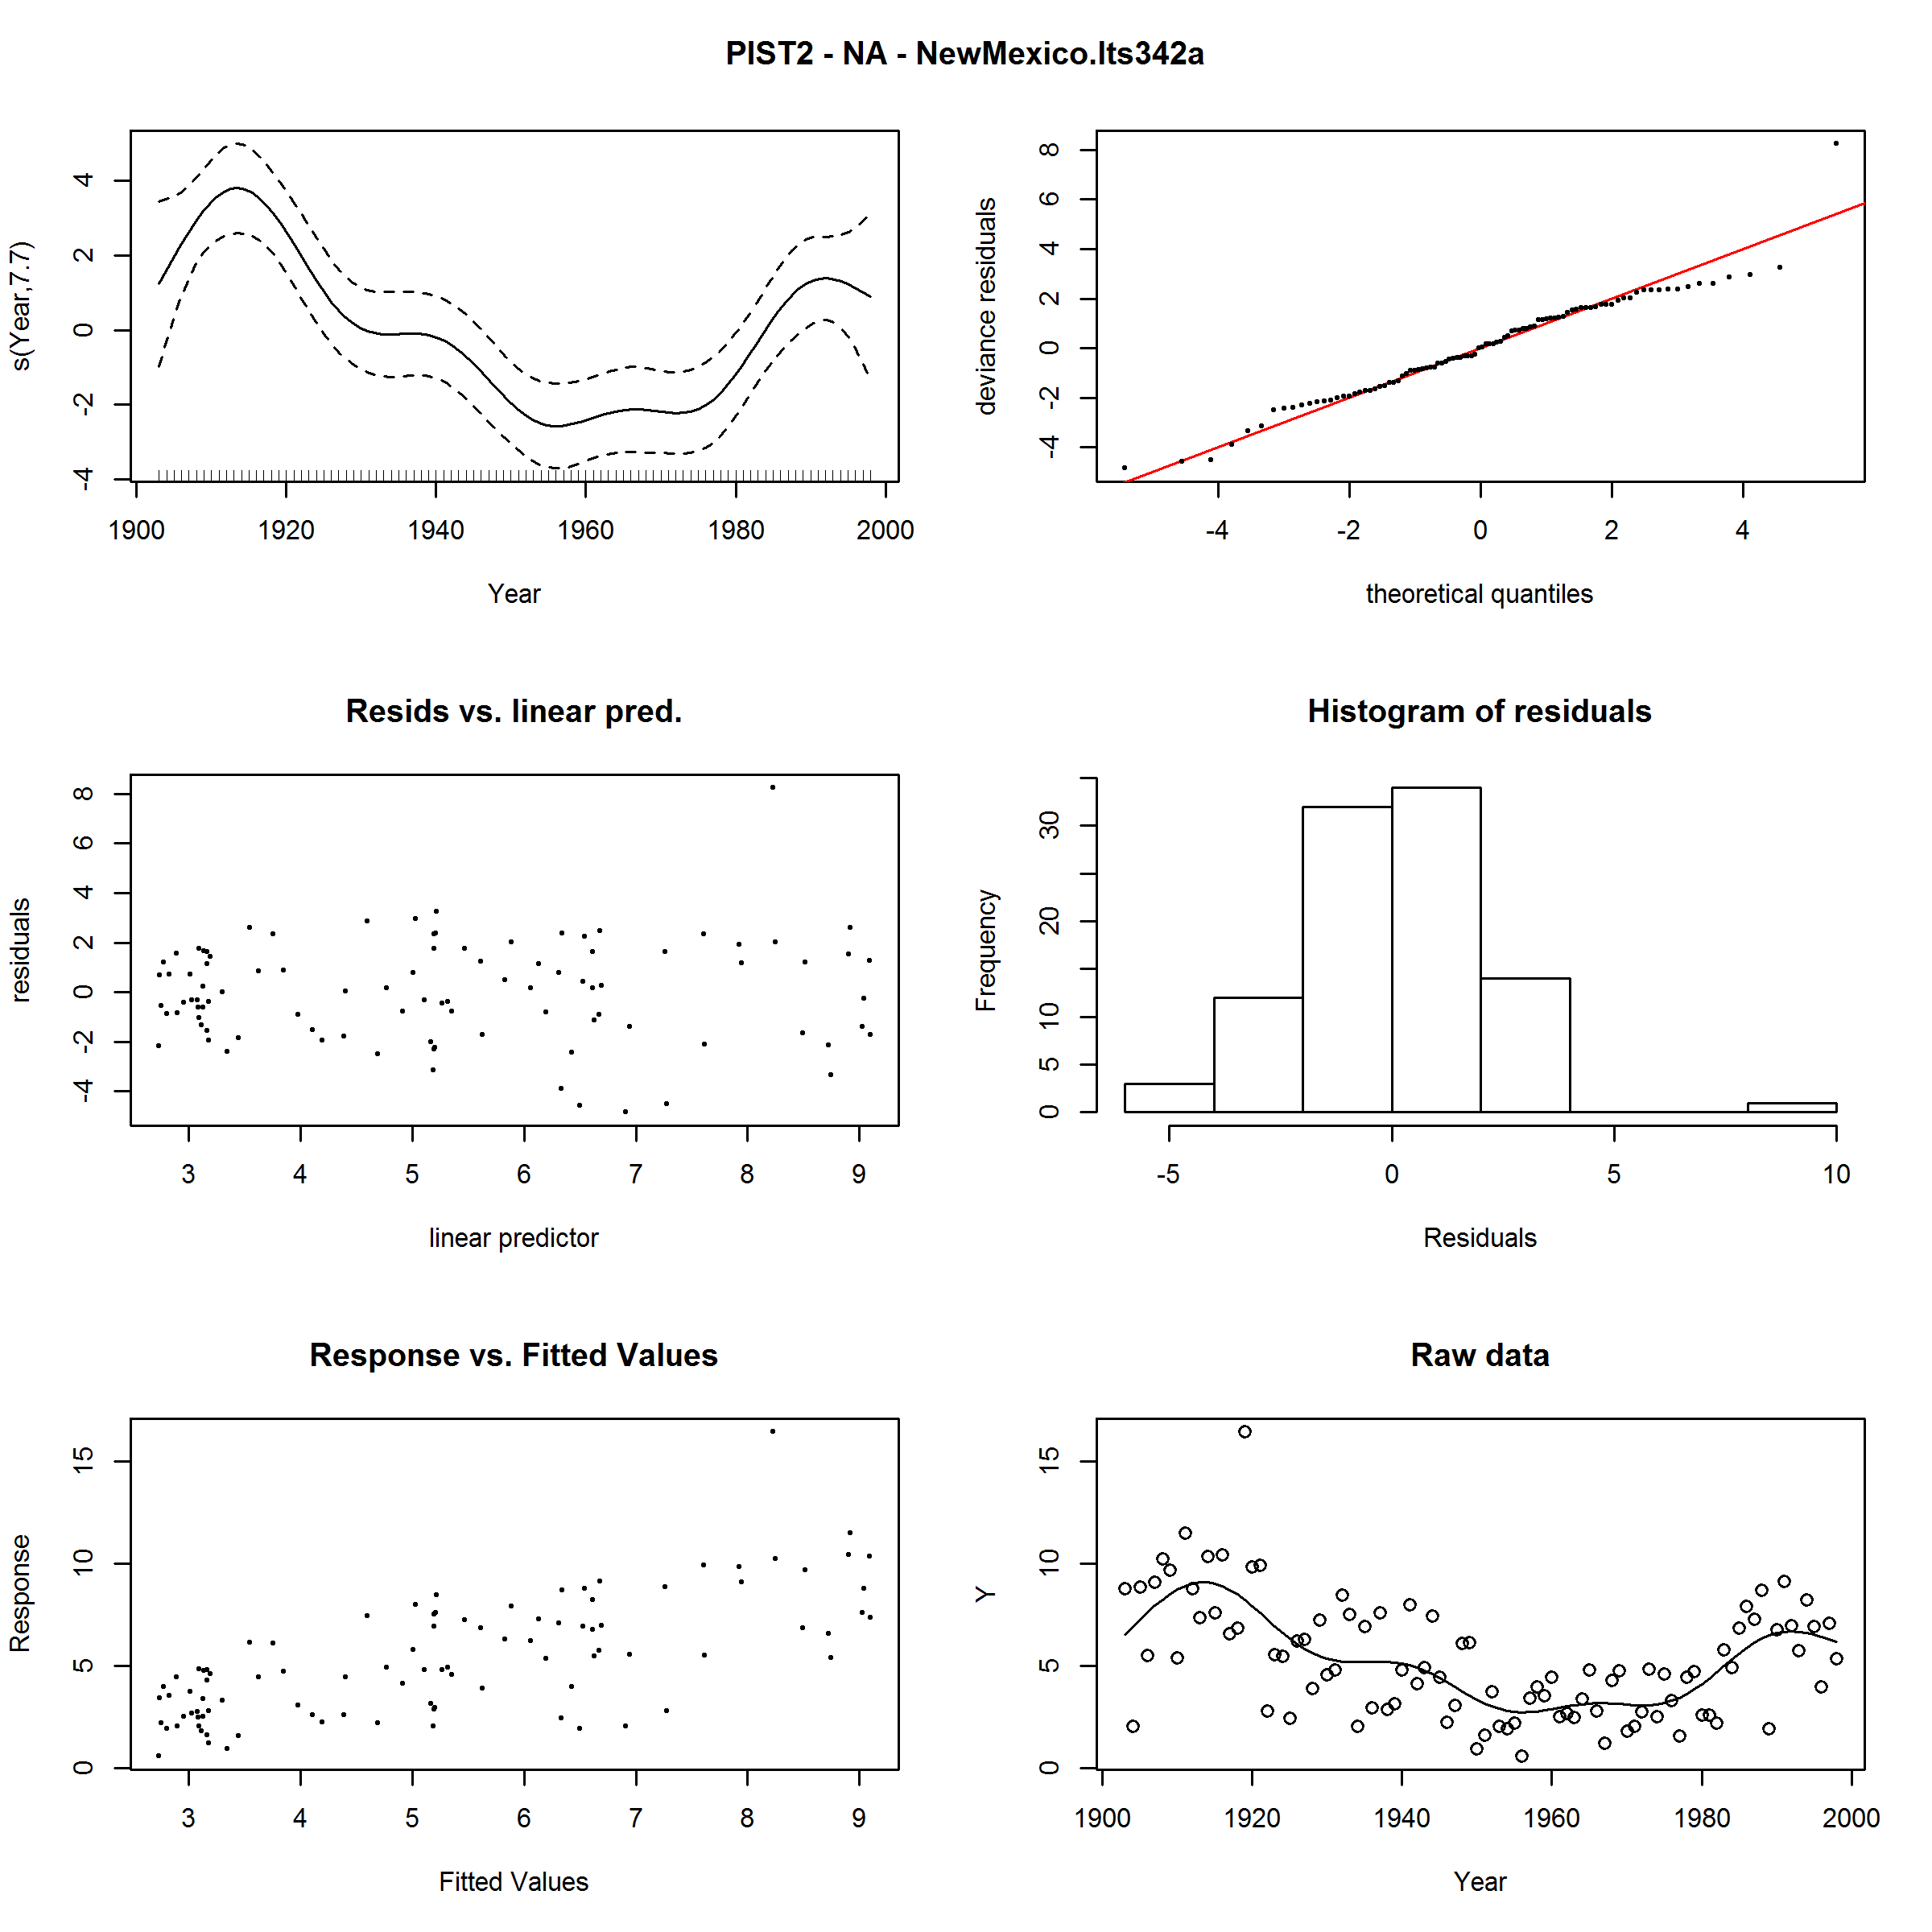 PIST2 - NA - NewMexico.lts342a
s(Year,7.7)
4
2
0
-2
-4
1900 1920 1940 1960 1980 2000
Year
deviance residuals
8
6
4
2
0
-2
-4
-4 -2 0 2 4
theoretical quantiles
Resids vs. linear pred.
residuals
8
6
4
2
0
-2
-4
3 4 5 6 7 8 9
linear predictor
Histogram of residuals
Frequency
30
20
10
5
0
-5 0 5 10
Residuals
Response vs. Fitted Values
Response
15
10
5
0
3 4 5 6 7 8 9
Fitted Values
Raw data
Y
15
10
5
0
1900 1920 1940 1960 1980 2000
Year